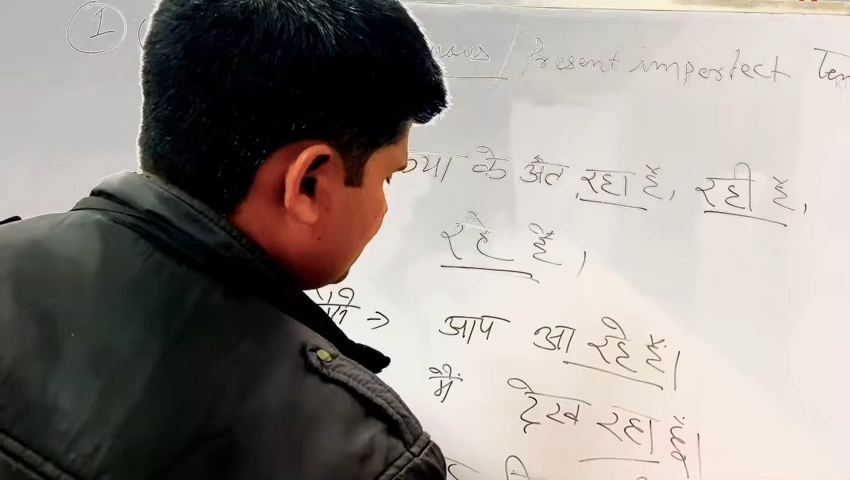 1 / Present imperfect Ten
के अंत रहा हूँ, रही हूँ,
रहे हैं,
=> आप आ रहे हैं।
मैं देख रहा हूँ।